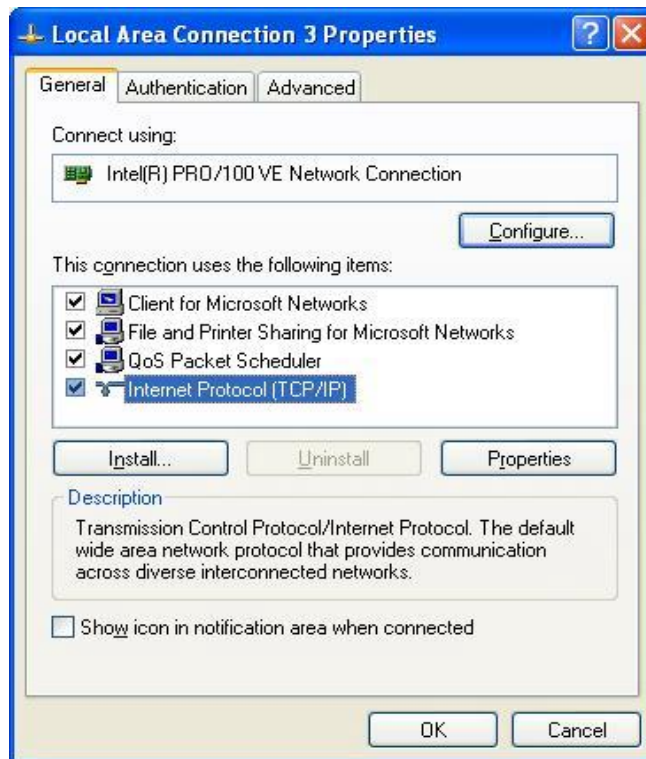 Local Area Connection 3 Properties
General Authentication Advanced
Connect using:
Intel(R) PRO/100 VE Network Connection
Configure...
This connection uses the following items:
Client for Microsoft Networks
File and Printer Sharing for Microsoft Networks
QoS Packet Scheduler
Internet Protocol (TCP/IP)
Install... Uninstall Properties
Description
Transmission Control Protocol/Internet Protocol. The default
wide area network protocol that provides communication
across diverse interconnected networks.
Show icon in notification area when connected
OK Cancel